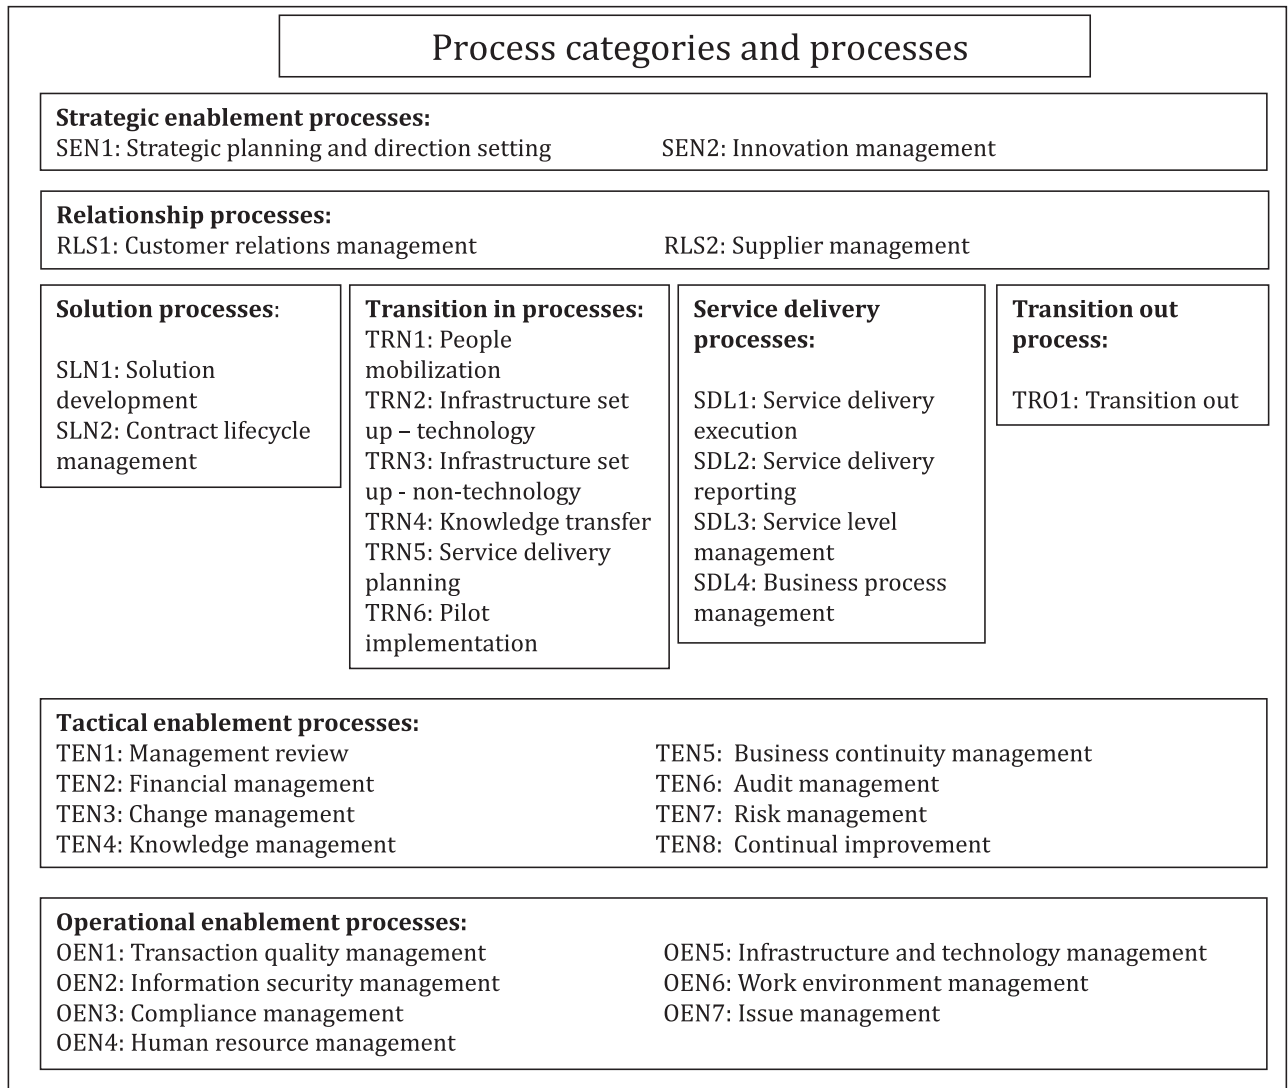 Process categories and processes
Strategic enablement processes:
SEN1: Strategic planning and direction setting
SEN2: Innovation management
Relationship processes:
RLS1: Customer relations management
RLS2: Supplier management
Solution processes:
SLN1: Solution
development
SLN2: Contract lifecycle
management
Transition in processes:
TRN1: People
mobilization
TRN2: Infrastructure set
up – technology
TRN3: Infrastructure set
up - non-technology
TRN4: Knowledge transfer
TRN5: Service delivery
planning
TRN6: Pilot
implementation
Service delivery
processes:
SDL1: Service delivery
execution
SDL2: Service delivery
reporting
SDL3: Service level
management
SDL4: Business process
management
Transition out
process:
TRO1: Transition out
Tactical enablement processes:
TEN1: Management review
TEN2: Financial management
TEN3: Change management
TEN4: Knowledge management
TEN5: Business continuity management
TEN6: Audit management
TEN7: Risk management
TEN8: Continual improvement
Operational enablement processes:
OEN1: Transaction quality management
OEN2: Information security management
OEN3: Compliance management
OEN4: Human resource management
OEN5: Infrastructure and technology management
OEN6: Work environment management
OEN7: Issue management